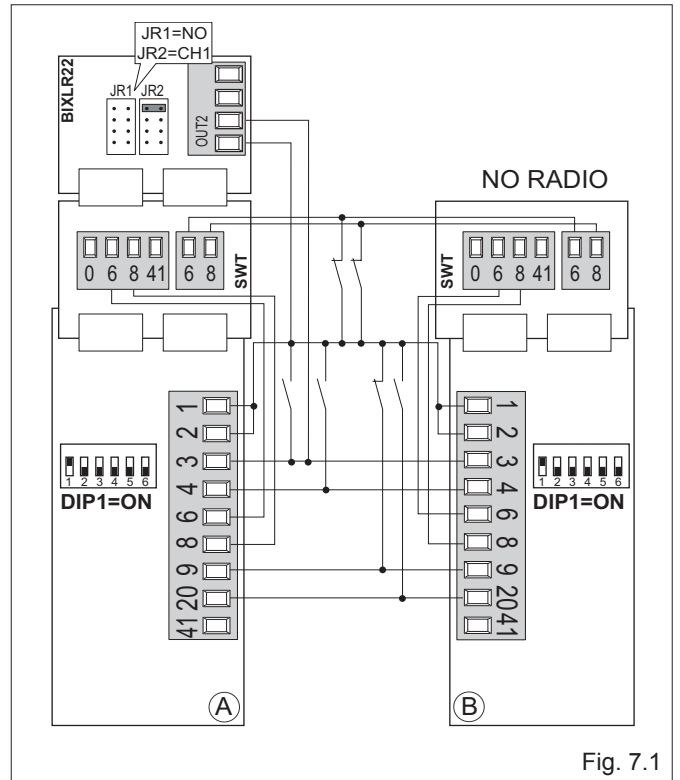 JR1=NO
JR2=CH1
BIXLR22
JR1 JR2
OUT2
NO RADIO
0 6 8 41 6 8
SWT
SWT
0 6 8 41 6 8
1
2
3
4
6
8
9
20
41
1 2 3 4 5 6
DIP1=ON
A
1
2
3
4
6
8
9
20
41
1 2 3 4 5 6
DIP1=ON
B
Fig. 7.1